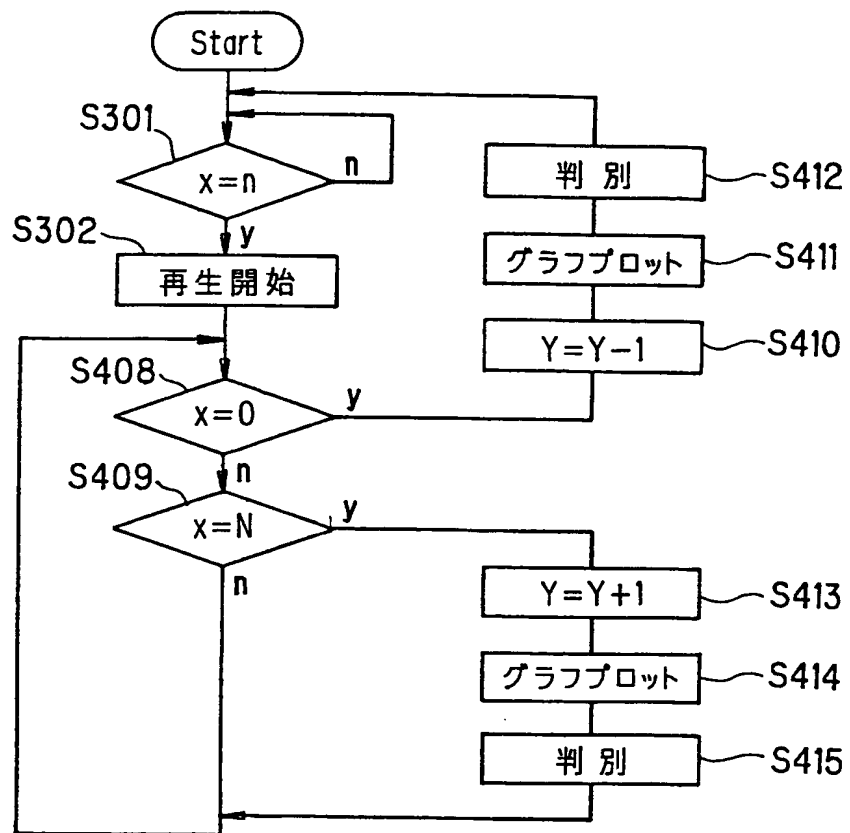 Start
S301
x=n
n
y
S302
再生開始
S408
x=0
y
n
S409
x=N
y
n
判別
S412
グラフプロット
S411
Y=Y-1
S410
Y=Y+1
S413
グラフプロット
S414
判別
S415